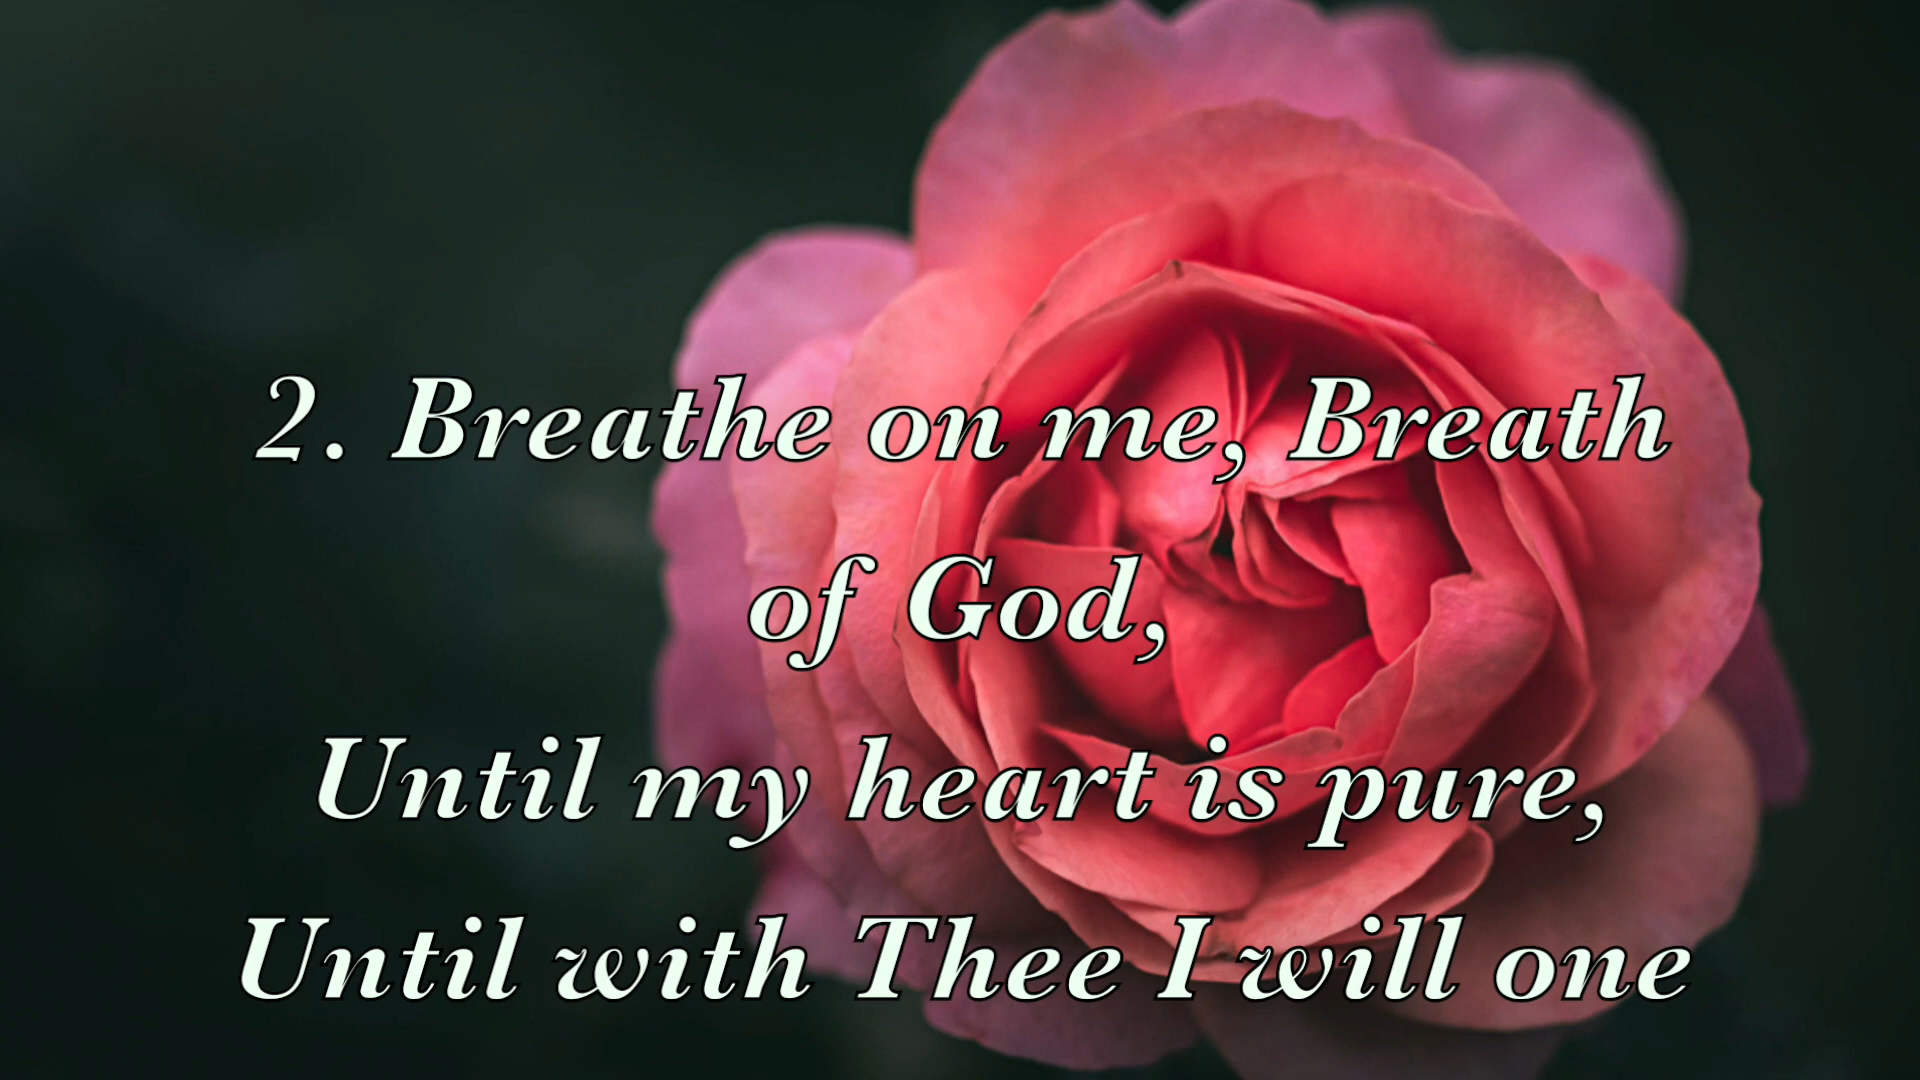 2. Breathe on me, Breath
of God,
Until my heart is pure,
Until with Thee I will one